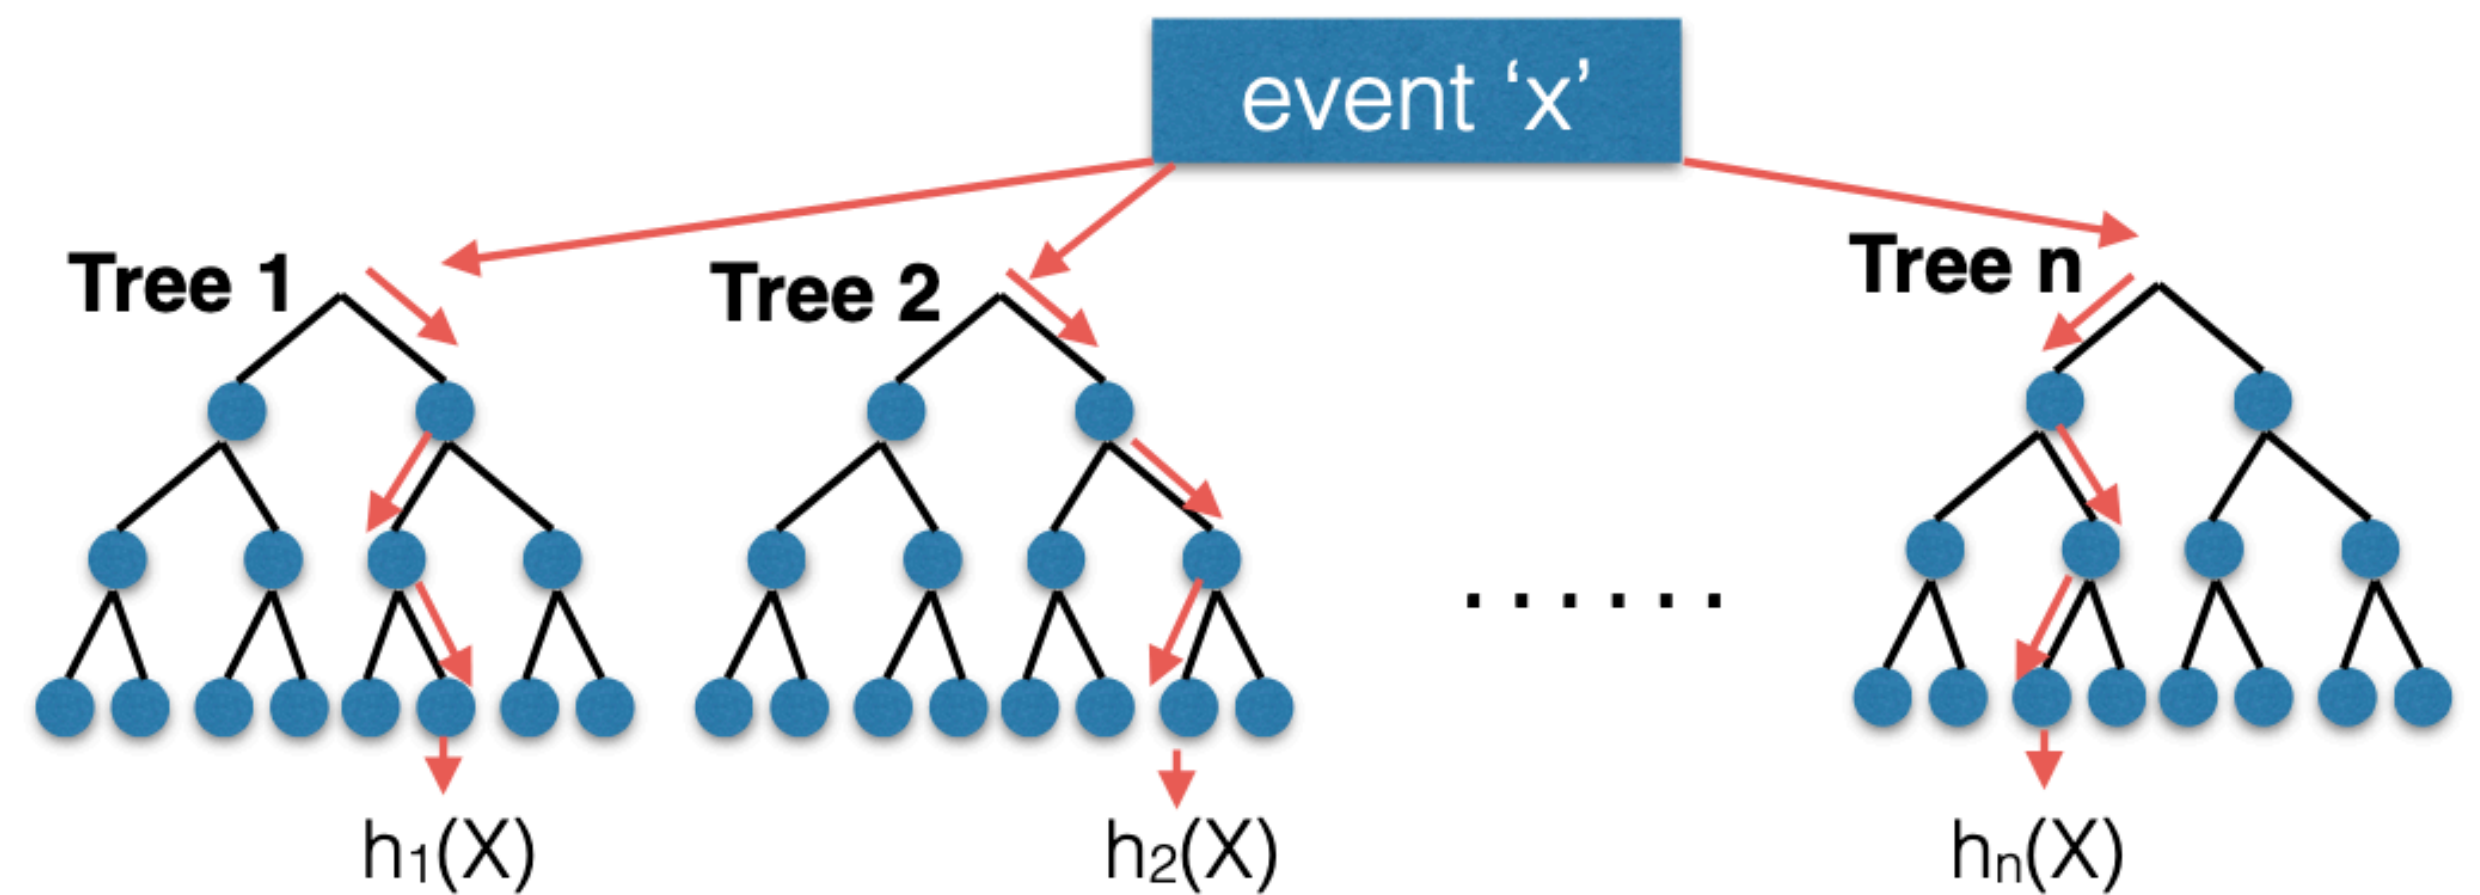 event ‘x’
Tree 1
Tree 2
Tree n
......
h₁(X)
h₂(X)
hₙ(X)